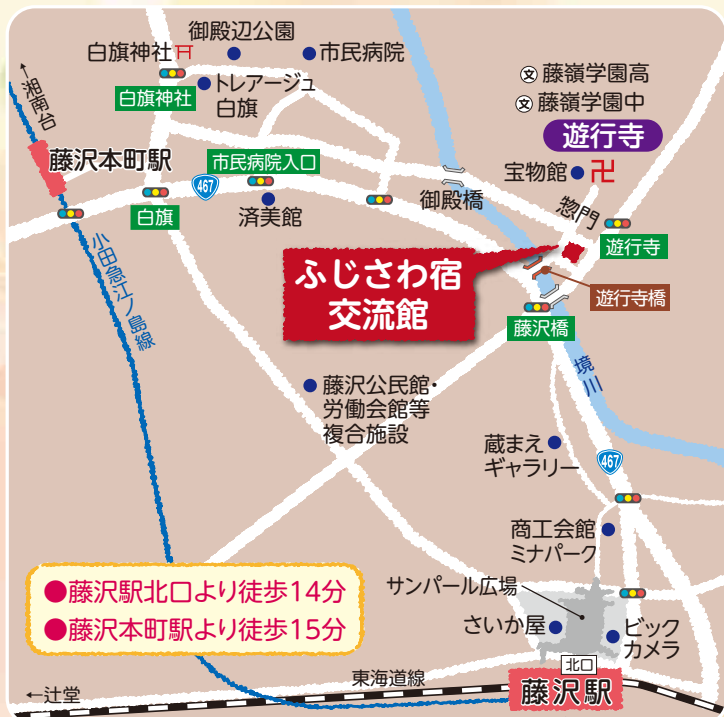 御殿辺公園
白旗神社
市民病院
←湘南台
トレアージュ
白旗
白旗神社
文 藤嶺学園高
文 藤嶺学園中
遊行寺
藤沢本町駅
市民病院入口
宝物館
467
御殿橋
白旗
済美館
惣門
遊行寺
ふじさわ宿
交流館
遊行寺橋
小田急江ノ島線
藤沢橋
境川
藤沢公民館・
労働会館等
複合施設
蔵まえ
ギャラリー
467
商工会館
ミナパーク
●藤沢駅北口より徒歩14分
●藤沢本町駅より徒歩15分
サンパール広場
さいか屋
ビック
カメラ
北口
東海道線
←辻堂
藤沢駅